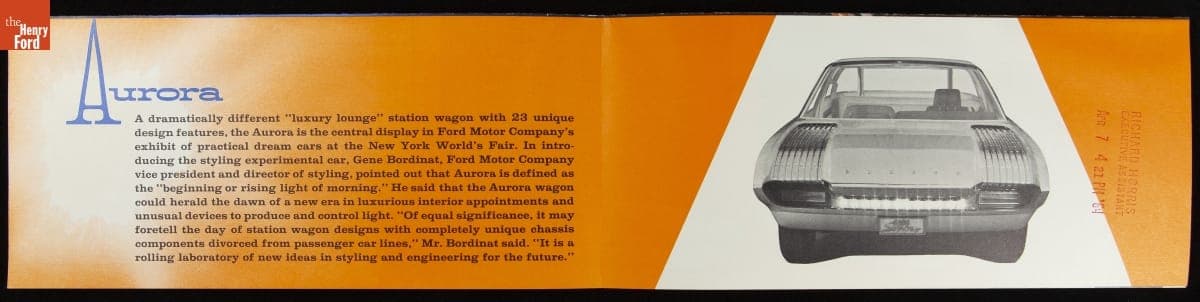 the
Henry
Ford
Aurora
A dramatically different "luxury lounge" station wagon with 23 unique
design features, the Aurora is the central display in Ford Motor Company's
exhibit of practical dream cars at the New York World's Fair. In intro-
ducing the styling experimental car, Gene Bordinat, Ford Motor Company
vice president and director of styling, pointed out that Aurora is defined as
the "beginning or rising light of morning." He said that the Aurora wagon
could herald the dawn of a new era in luxurious interior appointments and
unusual devices to produce and control light. "Of equal significance, it may
foretell the day of station wagon designs with completely unique chassis
components divorced from passenger car lines," Mr. Bordinat said. "It is a
rolling laboratory of new ideas in styling and engineering for the future."
RICHARD MORRIS
EXECUTIVE ASSISTANT
APR 7 4 21 PM '64